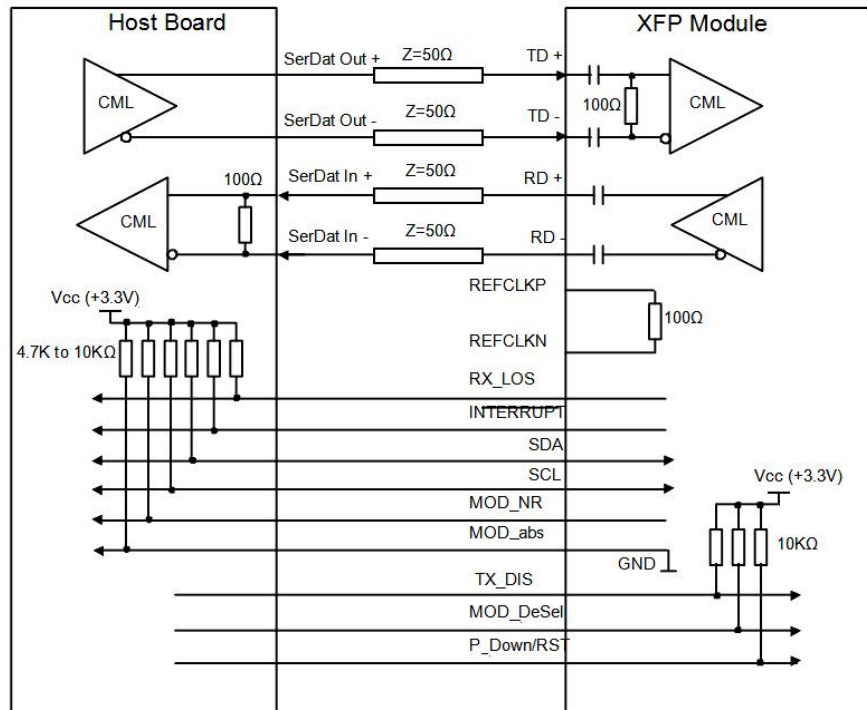 Host Board
XFP Module
SerDat Out +
Z=50Ω
TD +
CML
100Ω
CML
SerDat Out -
Z=50Ω
TD -
100Ω
SerDat In +
Z=50Ω
RD +
CML
CML
SerDat In -
Z=50Ω
RD -
REFCLKP
Vcc (+3.3V)
100Ω
4.7K to 10KΩ
REFCLKN
RX_LOS
INTERRUPT
SDA
SCL
Vcc (+3.3V)
MOD_NR
MOD_abs
10KΩ
GND
TX_DIS
MOD_DeSel
P_Down/RST